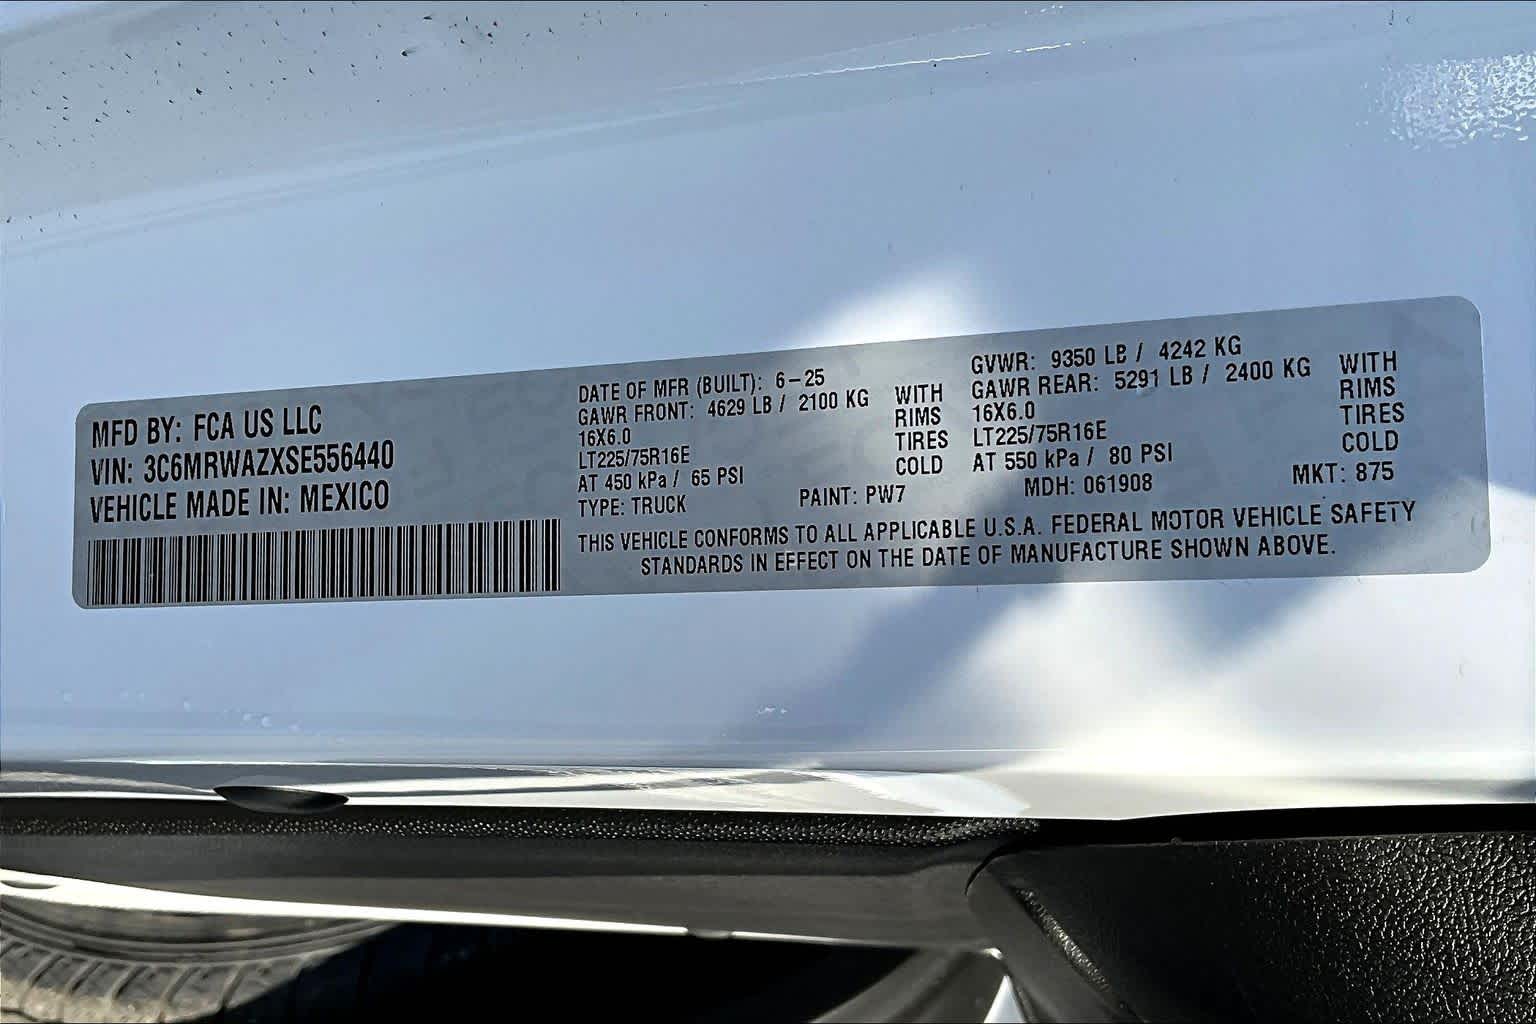 MFD BY: FCA US LLC
VIN: 3C6MRWAZXSE556440
VEHICLE MADE IN: MEXICO
DATE OF MFR (BUILT): 6-25
GAWR FRONT: 4629 LB / 2100 KG WITH
16X6.0 RIMS
LT225/75R16E TIRES
AT 450 kPa / 65 PSI COLD
TYPE: TRUCK PAINT: PW7
GVWR: 9350 LB / 4242 KG
GAWR REAR: 5291 LB / 2400 KG WITH
16X6.0 RIMS
LT225/75R16E TIRES
AT 550 kPa / 80 PSI COLD
MDH: 061908 MKT: 875
THIS VEHICLE CONFORMS TO ALL APPLICABLE U.S.A. FEDERAL MOTOR VEHICLE SAFETY
STANDARDS IN EFFECT ON THE DATE OF MANUFACTURE SHOWN ABOVE.